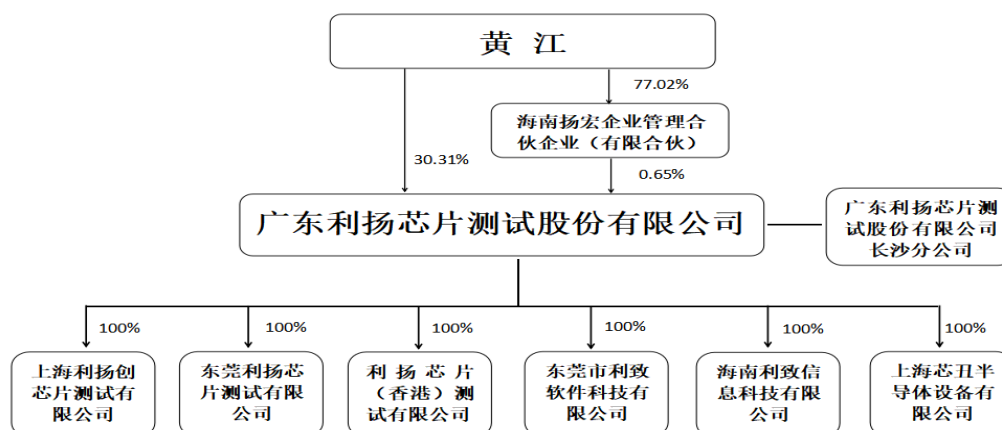 黄 江
77.02%
海南扬宏企业管理合
伙企业（有限合伙）
30.31%
0.65%
广东利扬芯片测试股份有限公司
广东利扬芯片测
试股份有限公司
长沙分公司
100%
100%
100%
100%
100%
100%
上海利扬创
芯片测试有
限公司
东莞利扬芯
片测试有限
公司
利扬芯片
（香港）测
试有限公司
东莞市利致
软件科技有
限公司
海南利致信
息科技有限
公司
上海芯丑半
导体设备有
限公司